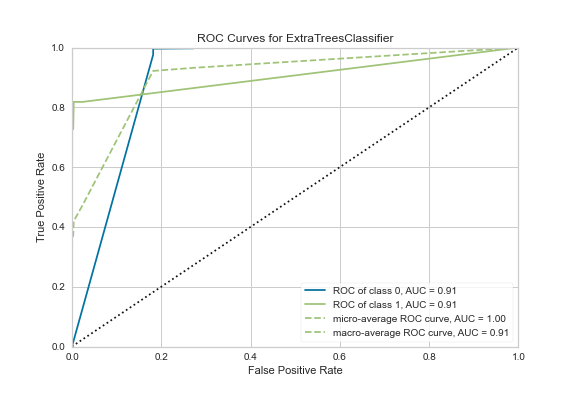 ROC Curves for ExtraTreesClassifier
1.0
0.8
0.6
0.4
0.2
0.0
True Positive Rate
0.0 0.2 0.4 0.6 0.8 1.0
False Positive Rate
ROC of class 0, AUC = 0.91
ROC of class 1, AUC = 0.91
micro-average ROC curve, AUC = 1.00
macro-average ROC curve, AUC = 0.91